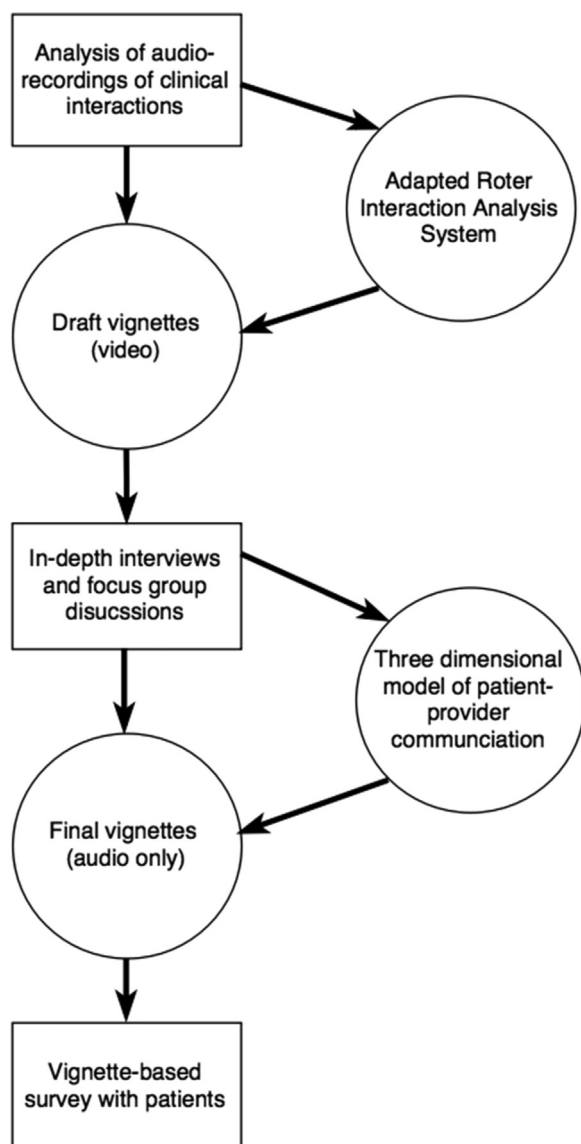 Analysis of audio-
recordings of clinical
interactions
Adapted Roter
Interaction Analysis
System
Draft vignettes
(video)
In-depth interviews
and focus group
disucssions
Three dimensional
model of patient-
provider
communciation
Final vignettes
(audio only)
Vignette-based
survey with patients